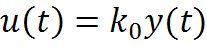 u(t) = k₀y(t)